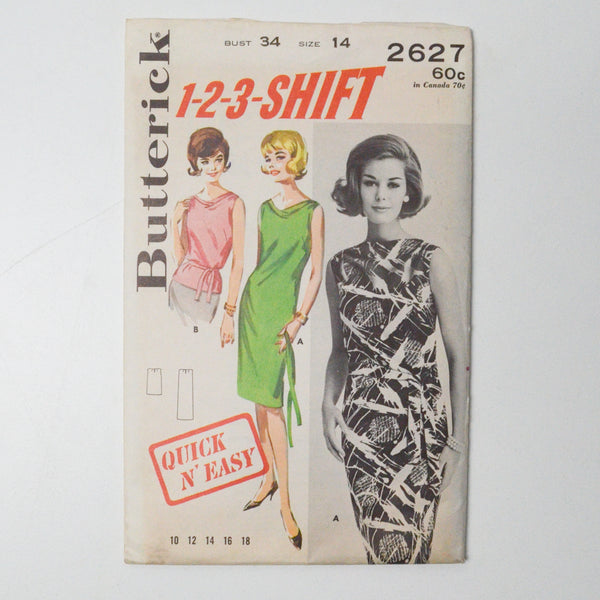 Butterick®
BUST 34 SIZE 14
2627
60c
in Canada 70¢
1-2-3-SHIFT
B
A
QUICK
N' EASY
A
10 12 14 16 18